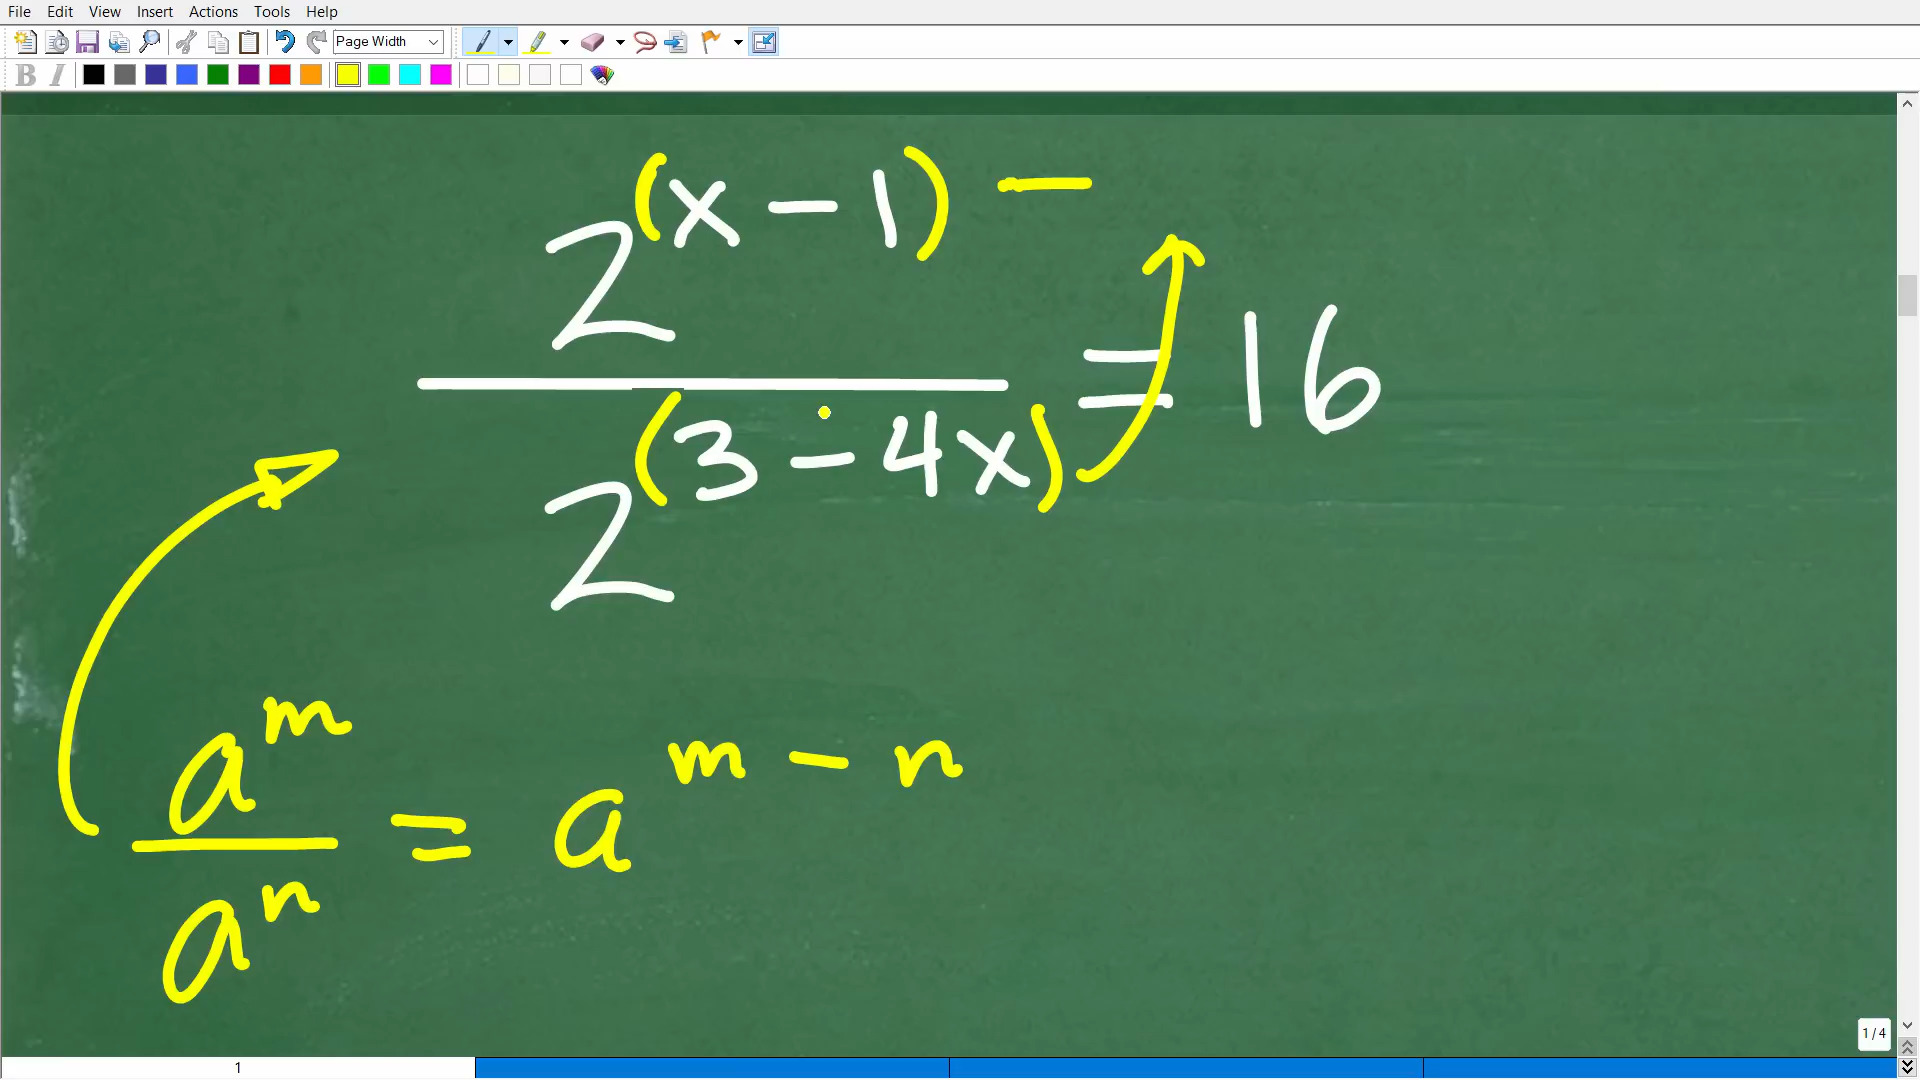 File Edit View Insert Actions Tools Help
Page Width
B I
2^(x - 1) -
2^(3 - 4x)
= 16
a^m
a^n
= a^m - n
1 / 4
1